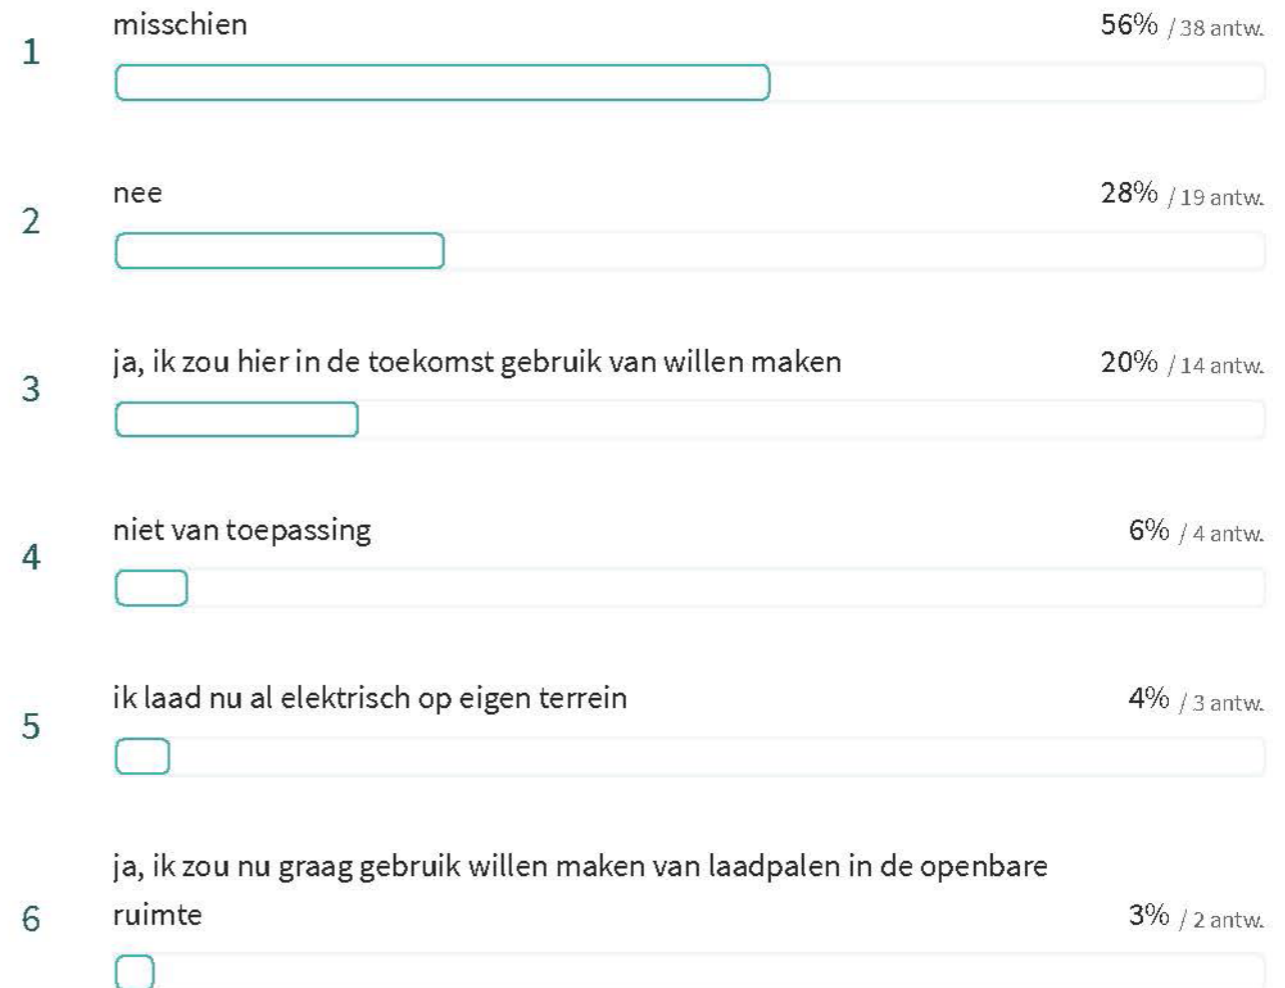 misschien 56% / 38 antw.
1
nee 28% / 19 antw.
2
ja, ik zou hier in de toekomst gebruik van willen maken 20% / 14 antw.
3
niet van toepassing 6% / 4 antw.
4
ik laad nu al elektrisch op eigen terrein 4% / 3 antw.
5
ja, ik zou nu graag gebruik willen maken van laadpalen in de openbare
6 ruimte 3% / 2 antw.